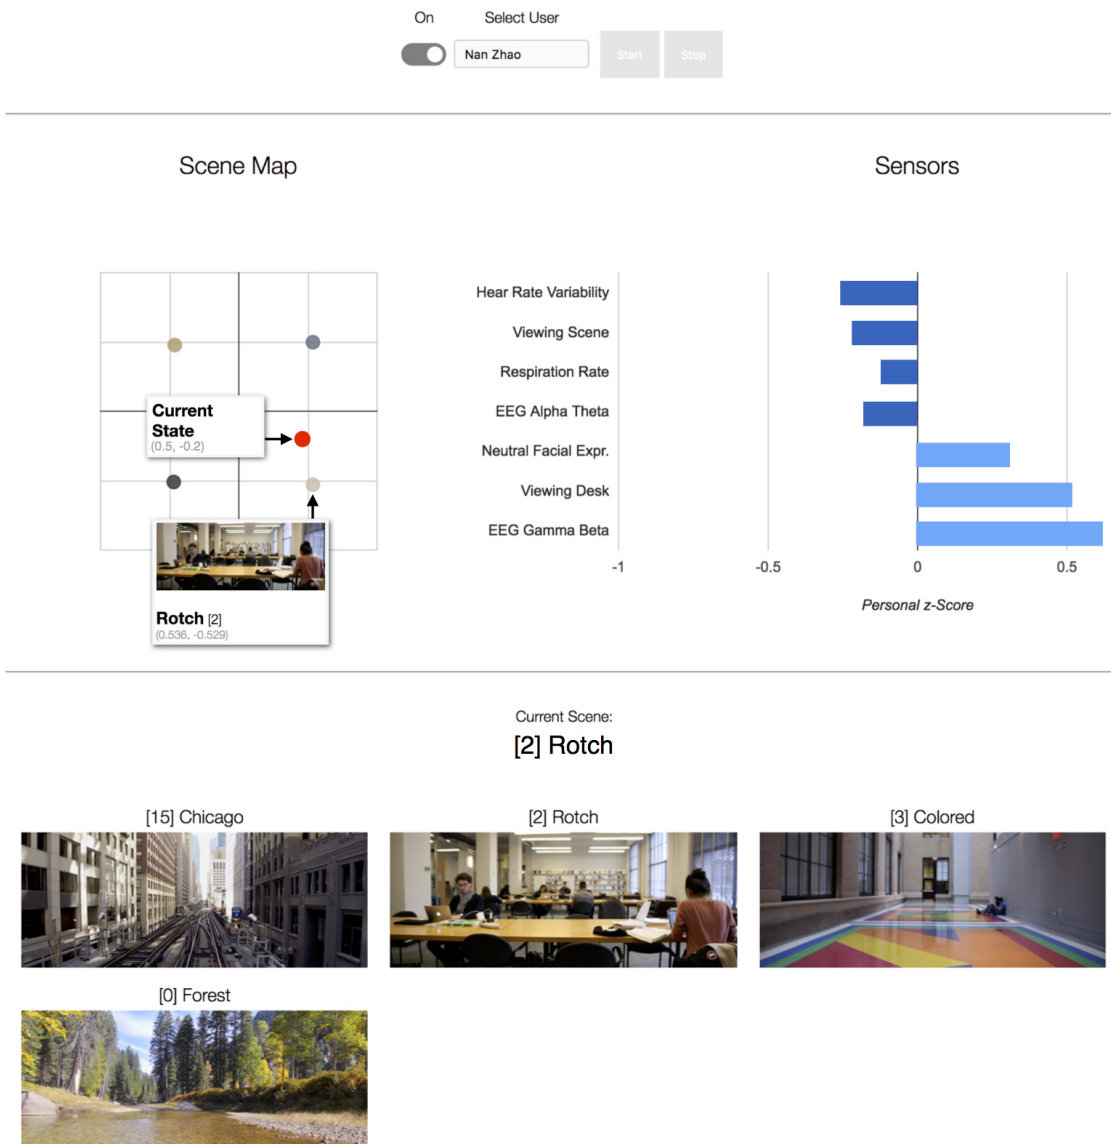 On
Select User
Nan Zhao
Start
Stop
Scene Map
Sensors
Current
State
(0.5, -0.2)
Rotch [2]
(0.536, -0.529)
Hear Rate Variability
Viewing Scene
Respiration Rate
EEG Alpha Theta
Neutral Facial Expr.
Viewing Desk
EEG Gamma Beta
-1
-0.5
0
0.5
Personal z-Score
Current Scene:
[2] Rotch
[15] Chicago
[2] Rotch
[3] Colored
[0] Forest